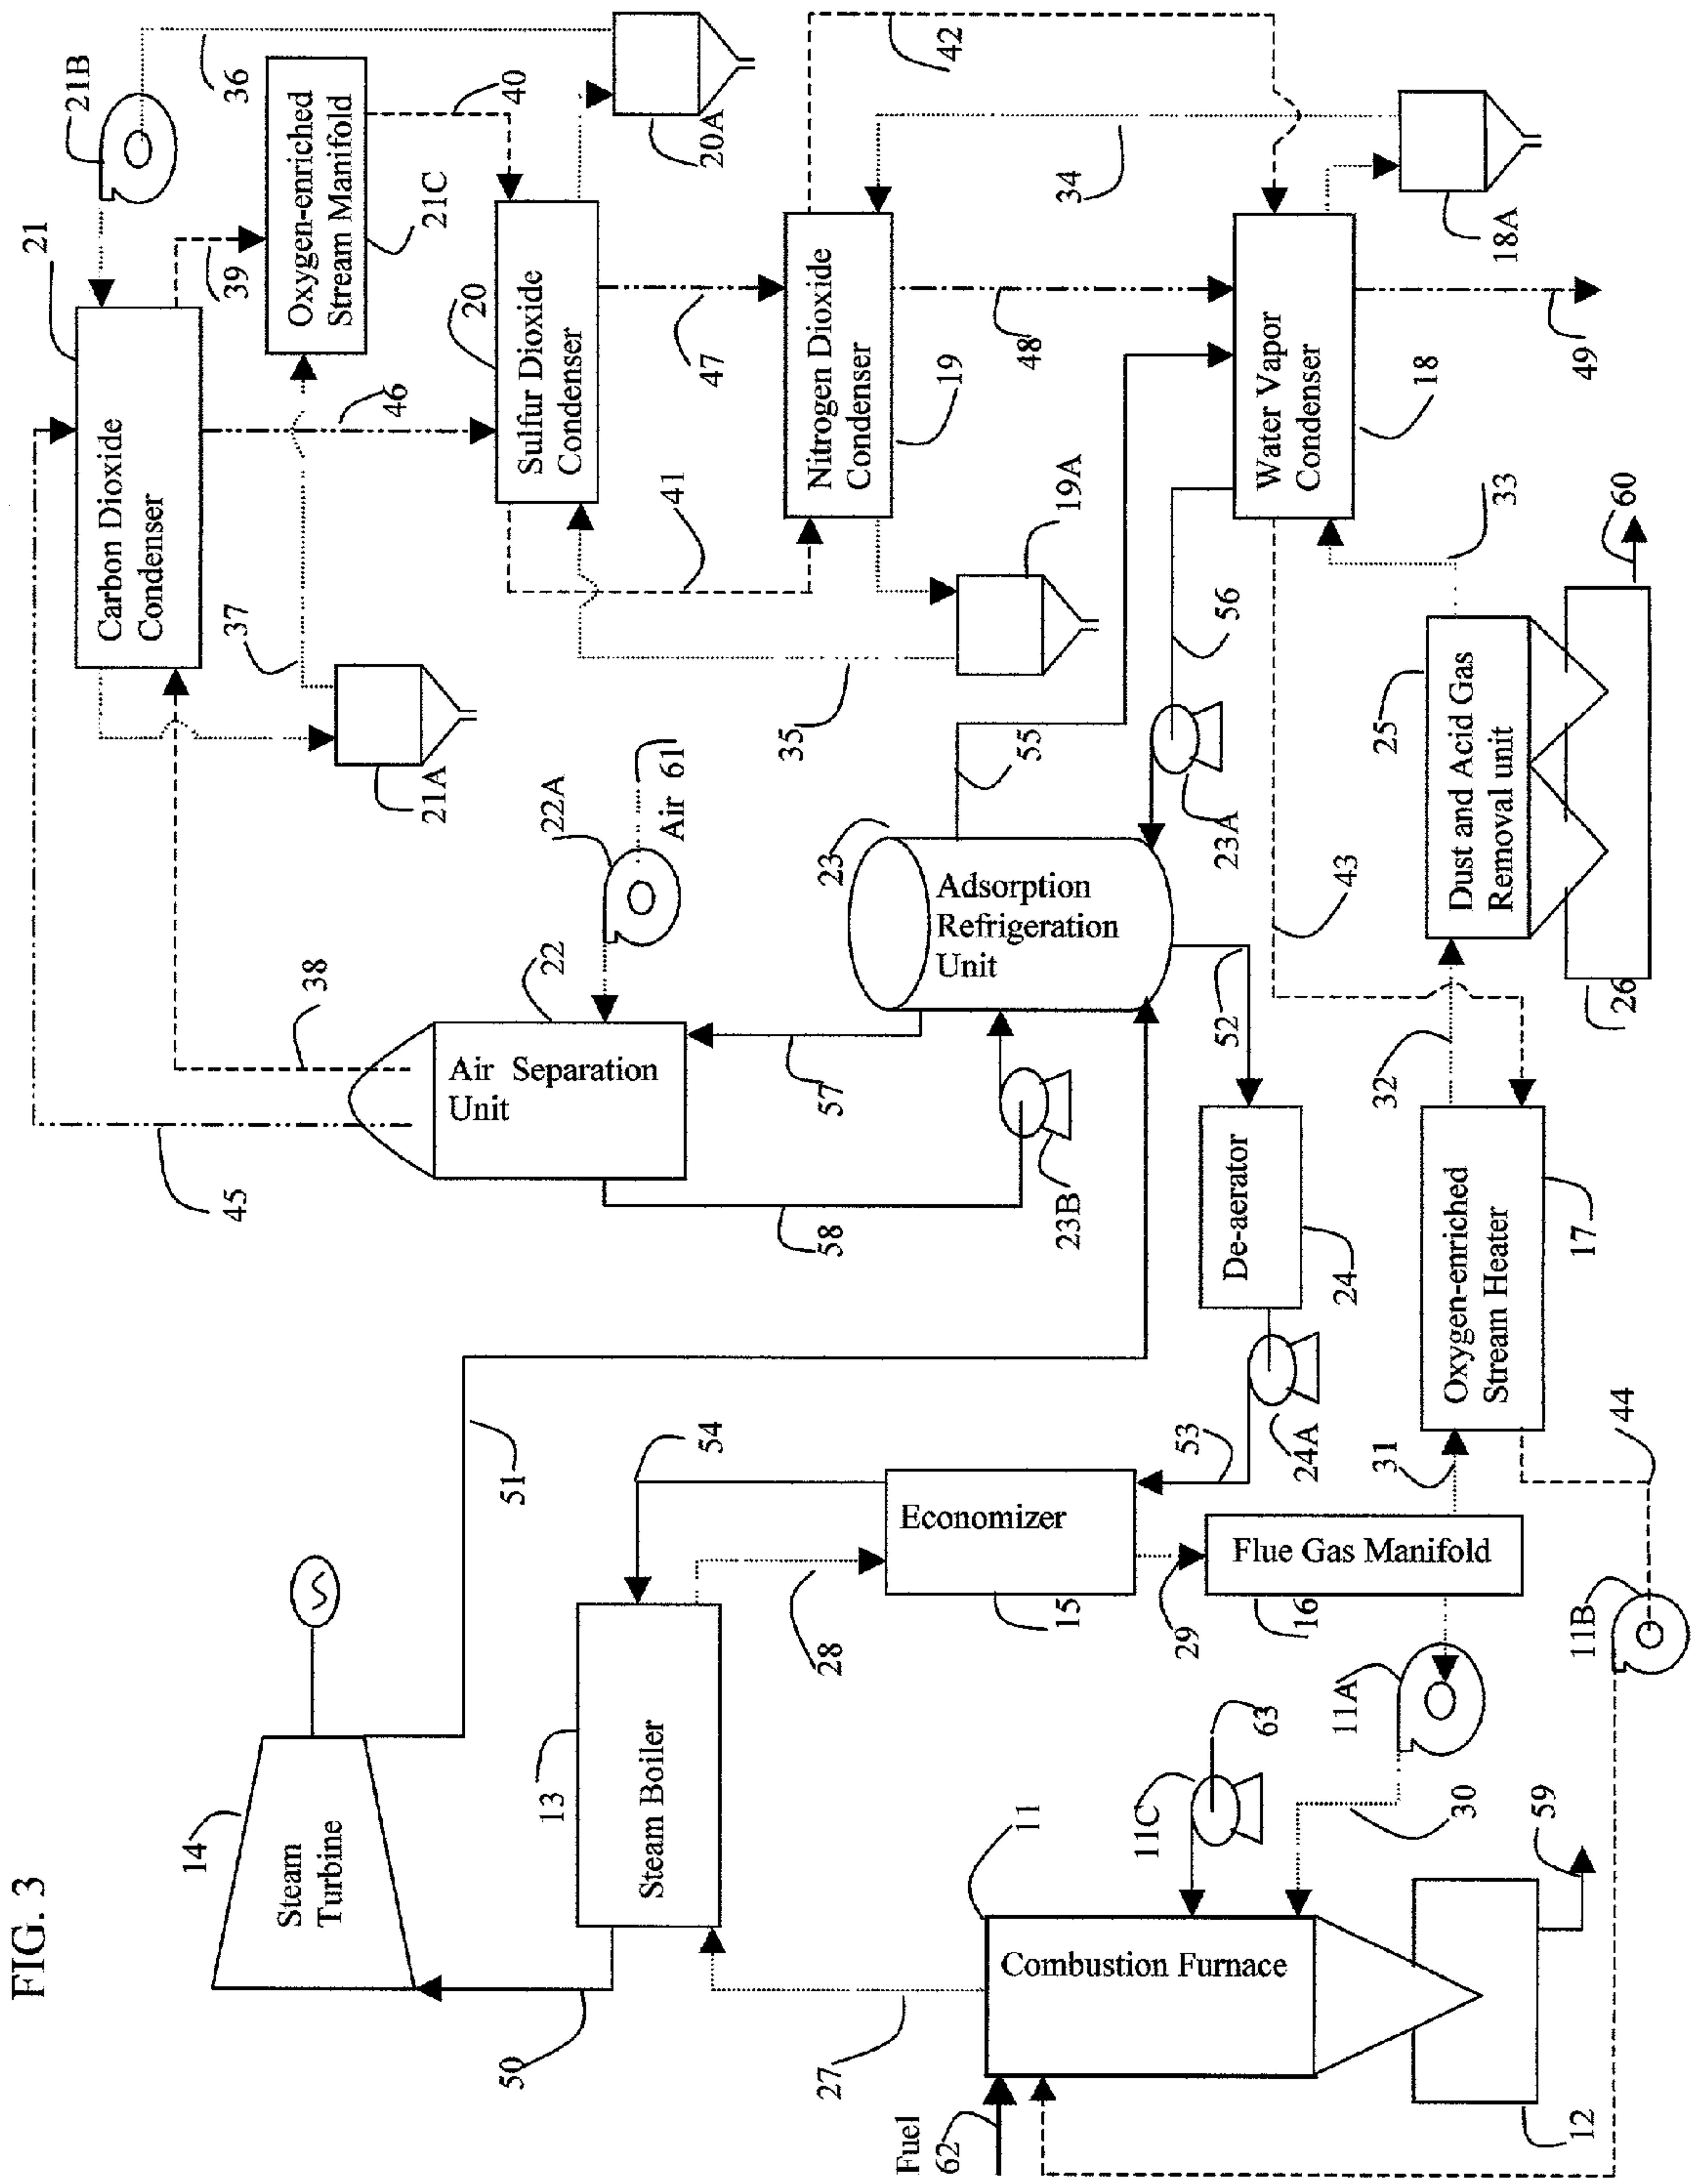 FIG. 3
14
Steam
Turbine
50
51
13
Steam Boiler
54
28
27
Fuel
62
11
Combustion Furnace
11C
63
12
59
30
11A
11B
44
Economizer
15
29
53
16
Flue Gas Manifold
31
24A
De-aerator
24
52
Oxygen-enriched
Stream Heater
17
32
43
45
38
22
Air Separation
Unit
58
57
23B
22A
Air 61
23
Adsorption
Refrigeration
Unit
55
56
23A
25
Dust and Acid Gas
Removal unit
26
60
33
21
Carbon Dioxide
Condenser
21A
37
46
39
21B
36
Oxygen-enriched
Stream Manifold
21C
40
20
Sulfur Dioxide
Condenser
20A
41
47
35
Nitrogen Dioxide
Condenser
19
19A
42
34
48
Water Vapor
Condenser
18
18A
49